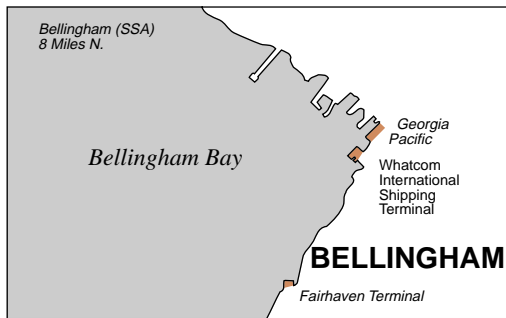 Bellingham (SSA)
8 Miles N.
Georgia
Pacific
Bellingham Bay
Whatcom
International
Shipping
Terminal
BELLINGHAM
Fairhaven Terminal